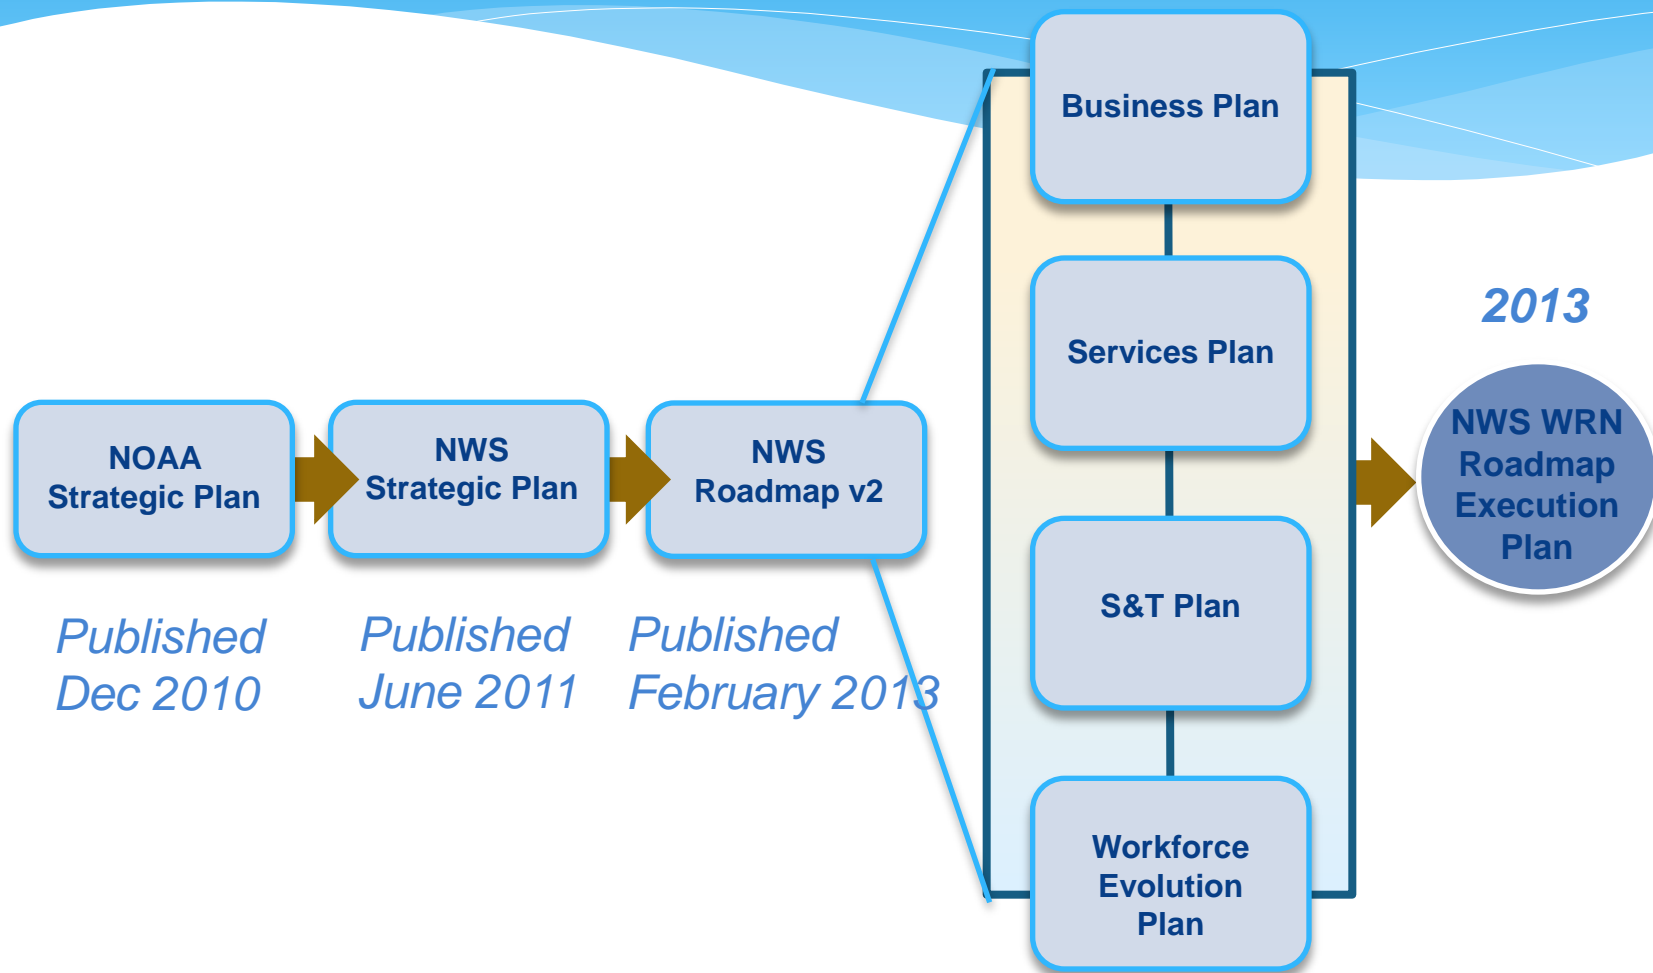 NOAA
Strategic Plan
Published
Dec 2010
NWS
Strategic Plan
Published
June 2011
NWS
Roadmap v2
Published
February 2013
Business Plan
Services Plan
S&T Plan
Workforce
Evolution
Plan
2013
NWS WRN
Roadmap
Execution
Plan